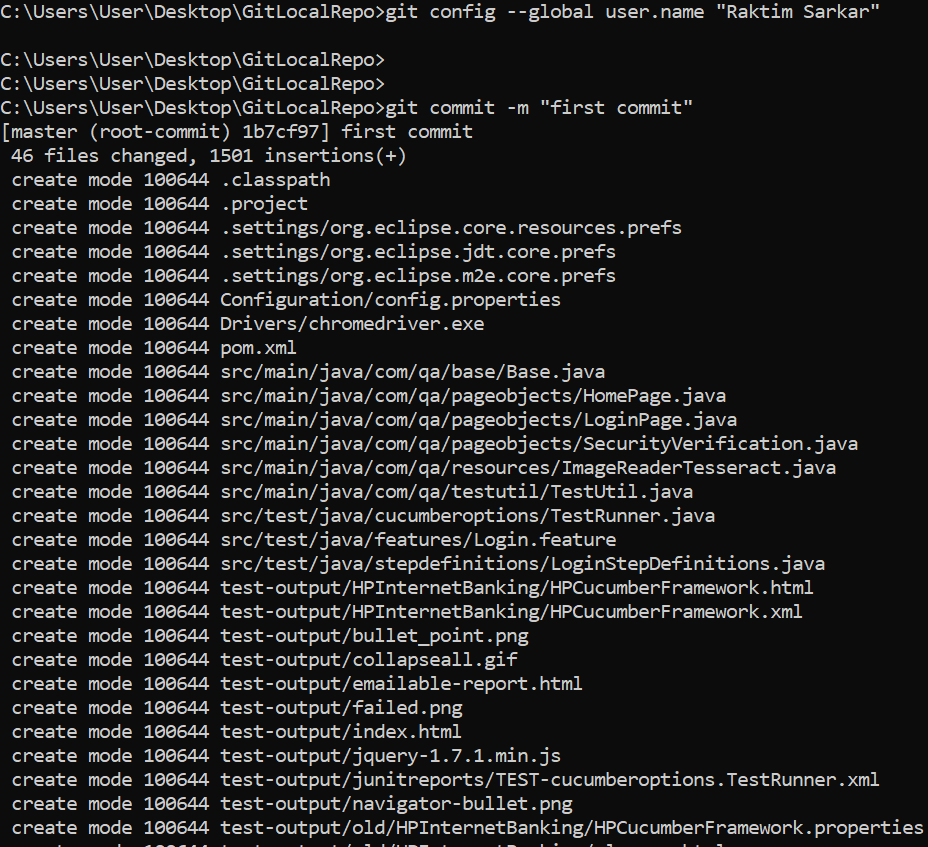 C:\Users\User\Desktop\GitLocalRepo>git config --global user.name "Raktim Sarkar"
C:\Users\User\Desktop\GitLocalRepo>
C:\Users\User\Desktop\GitLocalRepo>
C:\Users\User\Desktop\GitLocalRepo>git commit -m "first commit"
[master (root-commit) 1b7cf97] first commit
 46 files changed, 1501 insertions(+)
 create mode 100644 .classpath
 create mode 100644 .project
 create mode 100644 .settings/org.eclipse.core.resources.prefs
 create mode 100644 .settings/org.eclipse.jdt.core.prefs
 create mode 100644 .settings/org.eclipse.m2e.core.prefs
 create mode 100644 Configuration/config.properties
 create mode 100644 Drivers/chromedriver.exe
 create mode 100644 pom.xml
 create mode 100644 src/main/java/com/qa/base/Base.java
 create mode 100644 src/main/java/com/qa/pageobjects/HomePage.java
 create mode 100644 src/main/java/com/qa/pageobjects/LoginPage.java
 create mode 100644 src/main/java/com/qa/pageobjects/SecurityVerification.java
 create mode 100644 src/main/java/com/qa/resources/ImageReaderTesseract.java
 create mode 100644 src/main/java/com/qa/testutil/TestUtil.java
 create mode 100644 src/test/java/cucumberoptions/TestRunner.java
 create mode 100644 src/test/java/features/Login.feature
 create mode 100644 src/test/java/stepdefinitions/LoginStepDefinitions.java
 create mode 100644 test-output/HPInternetBanking/HPCucumberFramework.html
 create mode 100644 test-output/HPInternetBanking/HPCucumberFramework.xml
 create mode 100644 test-output/bullet_point.png
 create mode 100644 test-output/collapseall.gif
 create mode 100644 test-output/emailable-report.html
 create mode 100644 test-output/failed.png
 create mode 100644 test-output/index.html
 create mode 100644 test-output/jquery-1.7.1.min.js
 create mode 100644 test-output/junitreports/TEST-cucumberoptions.TestRunner.xml
 create mode 100644 test-output/navigator-bullet.png
 create mode 100644 test-output/old/HPInternetBanking/HPCucumberFramework.properties